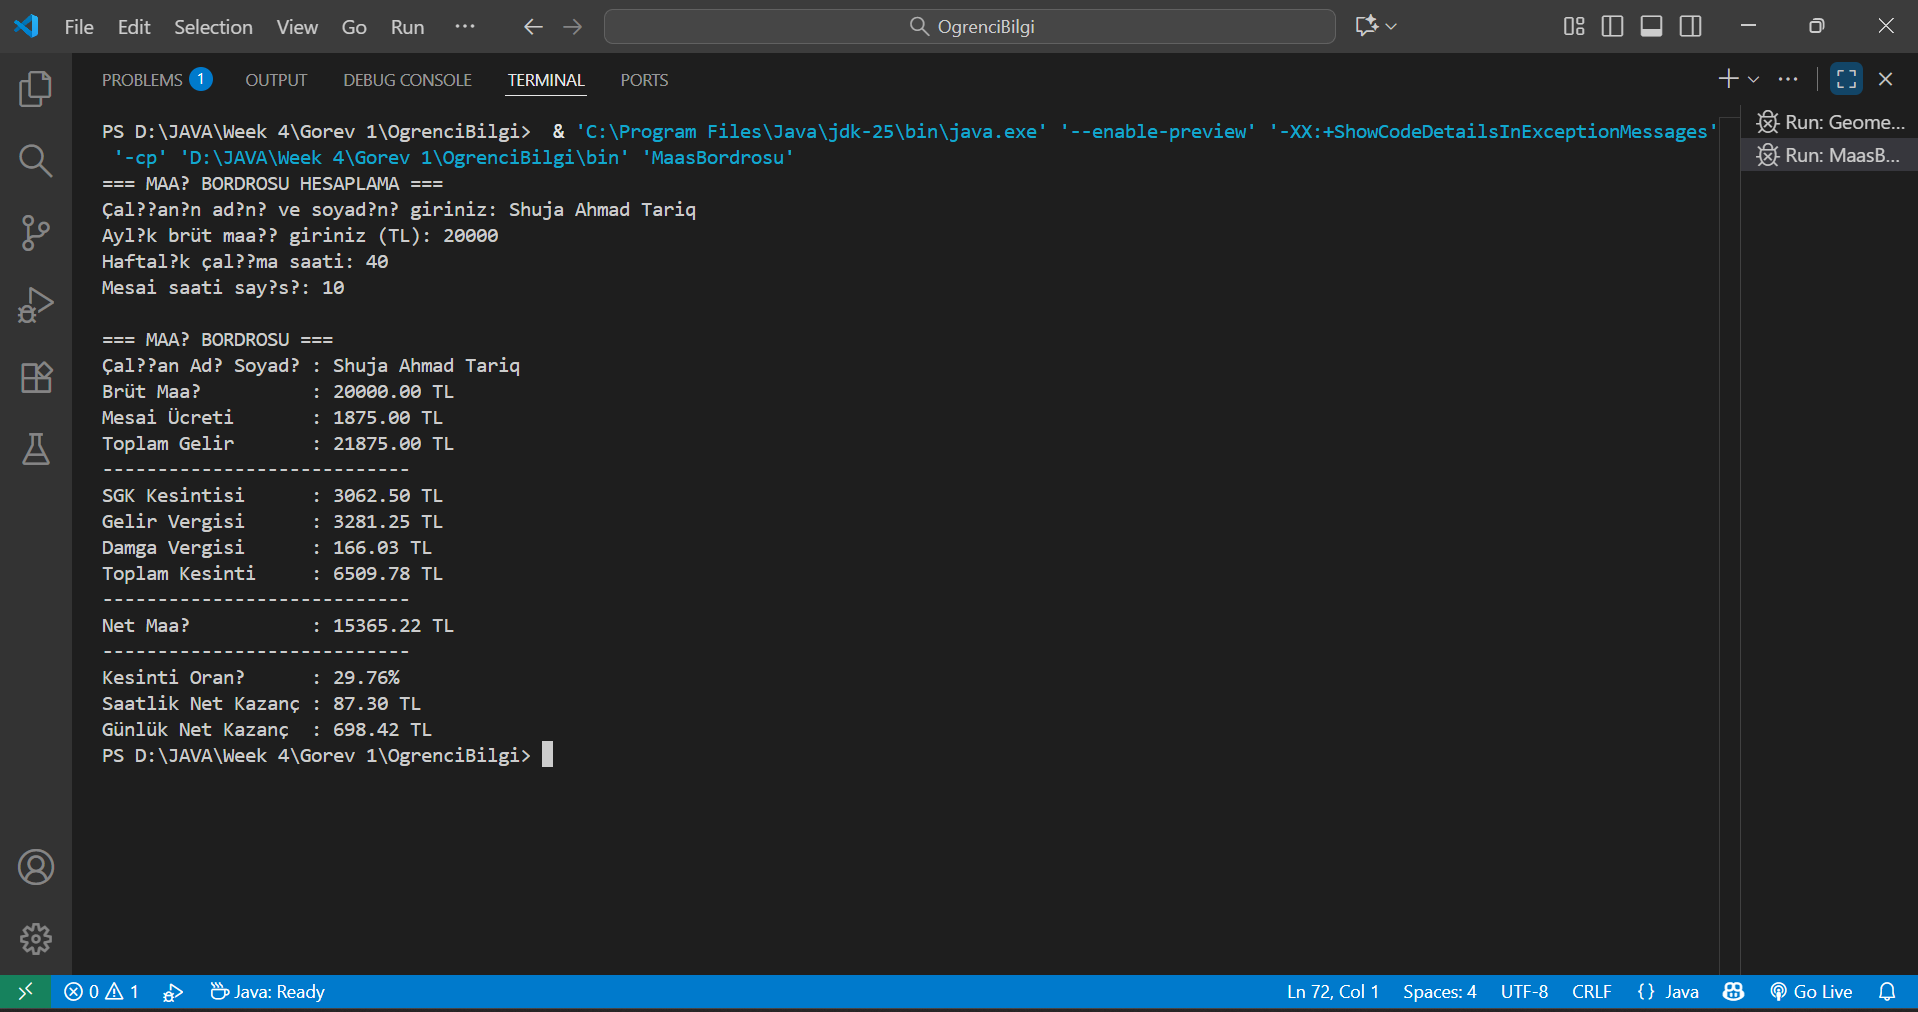 File Edit Selection View Go Run ··· OgrenciBilgi
PROBLEMS 1 OUTPUT DEBUG CONSOLE TERMINAL PORTS
PS D:\JAVA\Week 4\Gorev 1\OgrenciBilgi>  & 'C:\Program Files\Java\jdk-25\bin\java.exe' '--enable-preview' '-XX:+ShowCodeDetailsInExceptionMessages'
'-cp' 'D:\JAVA\Week 4\Gorev 1\OgrenciBilgi\bin' 'MaasBordrosu'
=== MAA? BORDROSU HESAPLAMA ===
Çal??an?n ad?n? ve soyad?n? giriniz: Shuja Ahmad Tariq
Ayl?k brüt maa?? giriniz (TL): 20000
Haftal?k çal??ma saati: 40
Mesai saati say?s?: 10
=== MAA? BORDROSU ===
Çal??an Ad? Soyad? : Shuja Ahmad Tariq
Brüt Maa?          : 20000.00 TL
Mesai Ücreti       : 1875.00 TL
Toplam Gelir       : 21875.00 TL
----------------------------
SGK Kesintisi      : 3062.50 TL
Gelir Vergisi      : 3281.25 TL
Damga Vergisi      : 166.03 TL
Toplam Kesinti     : 6509.78 TL
----------------------------
Net Maa?           : 15365.22 TL
----------------------------
Kesinti Oran?      : 29.76%
Saatlik Net Kazanç : 87.30 TL
Günlük Net Kazanç  : 698.42 TL
PS D:\JAVA\Week 4\Gorev 1\OgrenciBilgi>
Run: Geome...
Run: MaasB...
0 1 Java: Ready Ln 72, Col 1 Spaces: 4 UTF-8 CRLF {} Java Go Live